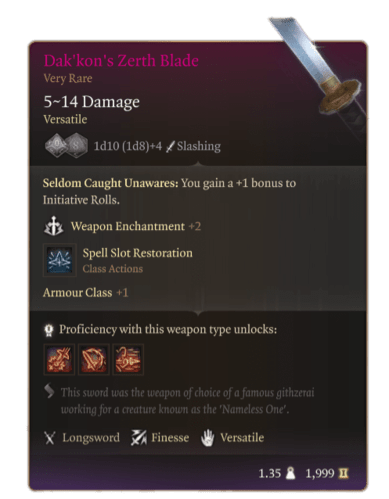 Dak'kon's Zerth Blade
Very Rare
5~14 Damage
Versatile
1d10 (1d8)+4 Slashing
Seldom Caught Unawares: You gain a +1 bonus to
Initiative Rolls.
Weapon Enchantment +2
Spell Slot Restoration
Class Actions
Armour Class +1
Proficiency with this weapon type unlocks:
This sword was the weapon of choice of a famous githzerai
working for a creature known as the 'Nameless One'.
Longsword Finesse Versatile
1.35 1,999